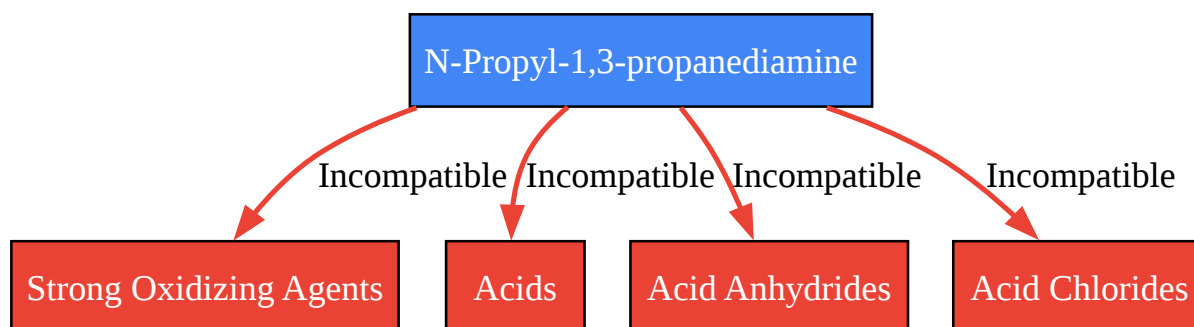 N-Propyl-1,3-propanediamine
Incompatible Incompatible Incompatible Incompatible
Strong Oxidizing Agents Acids Acid Anhydrides Acid Chlorides